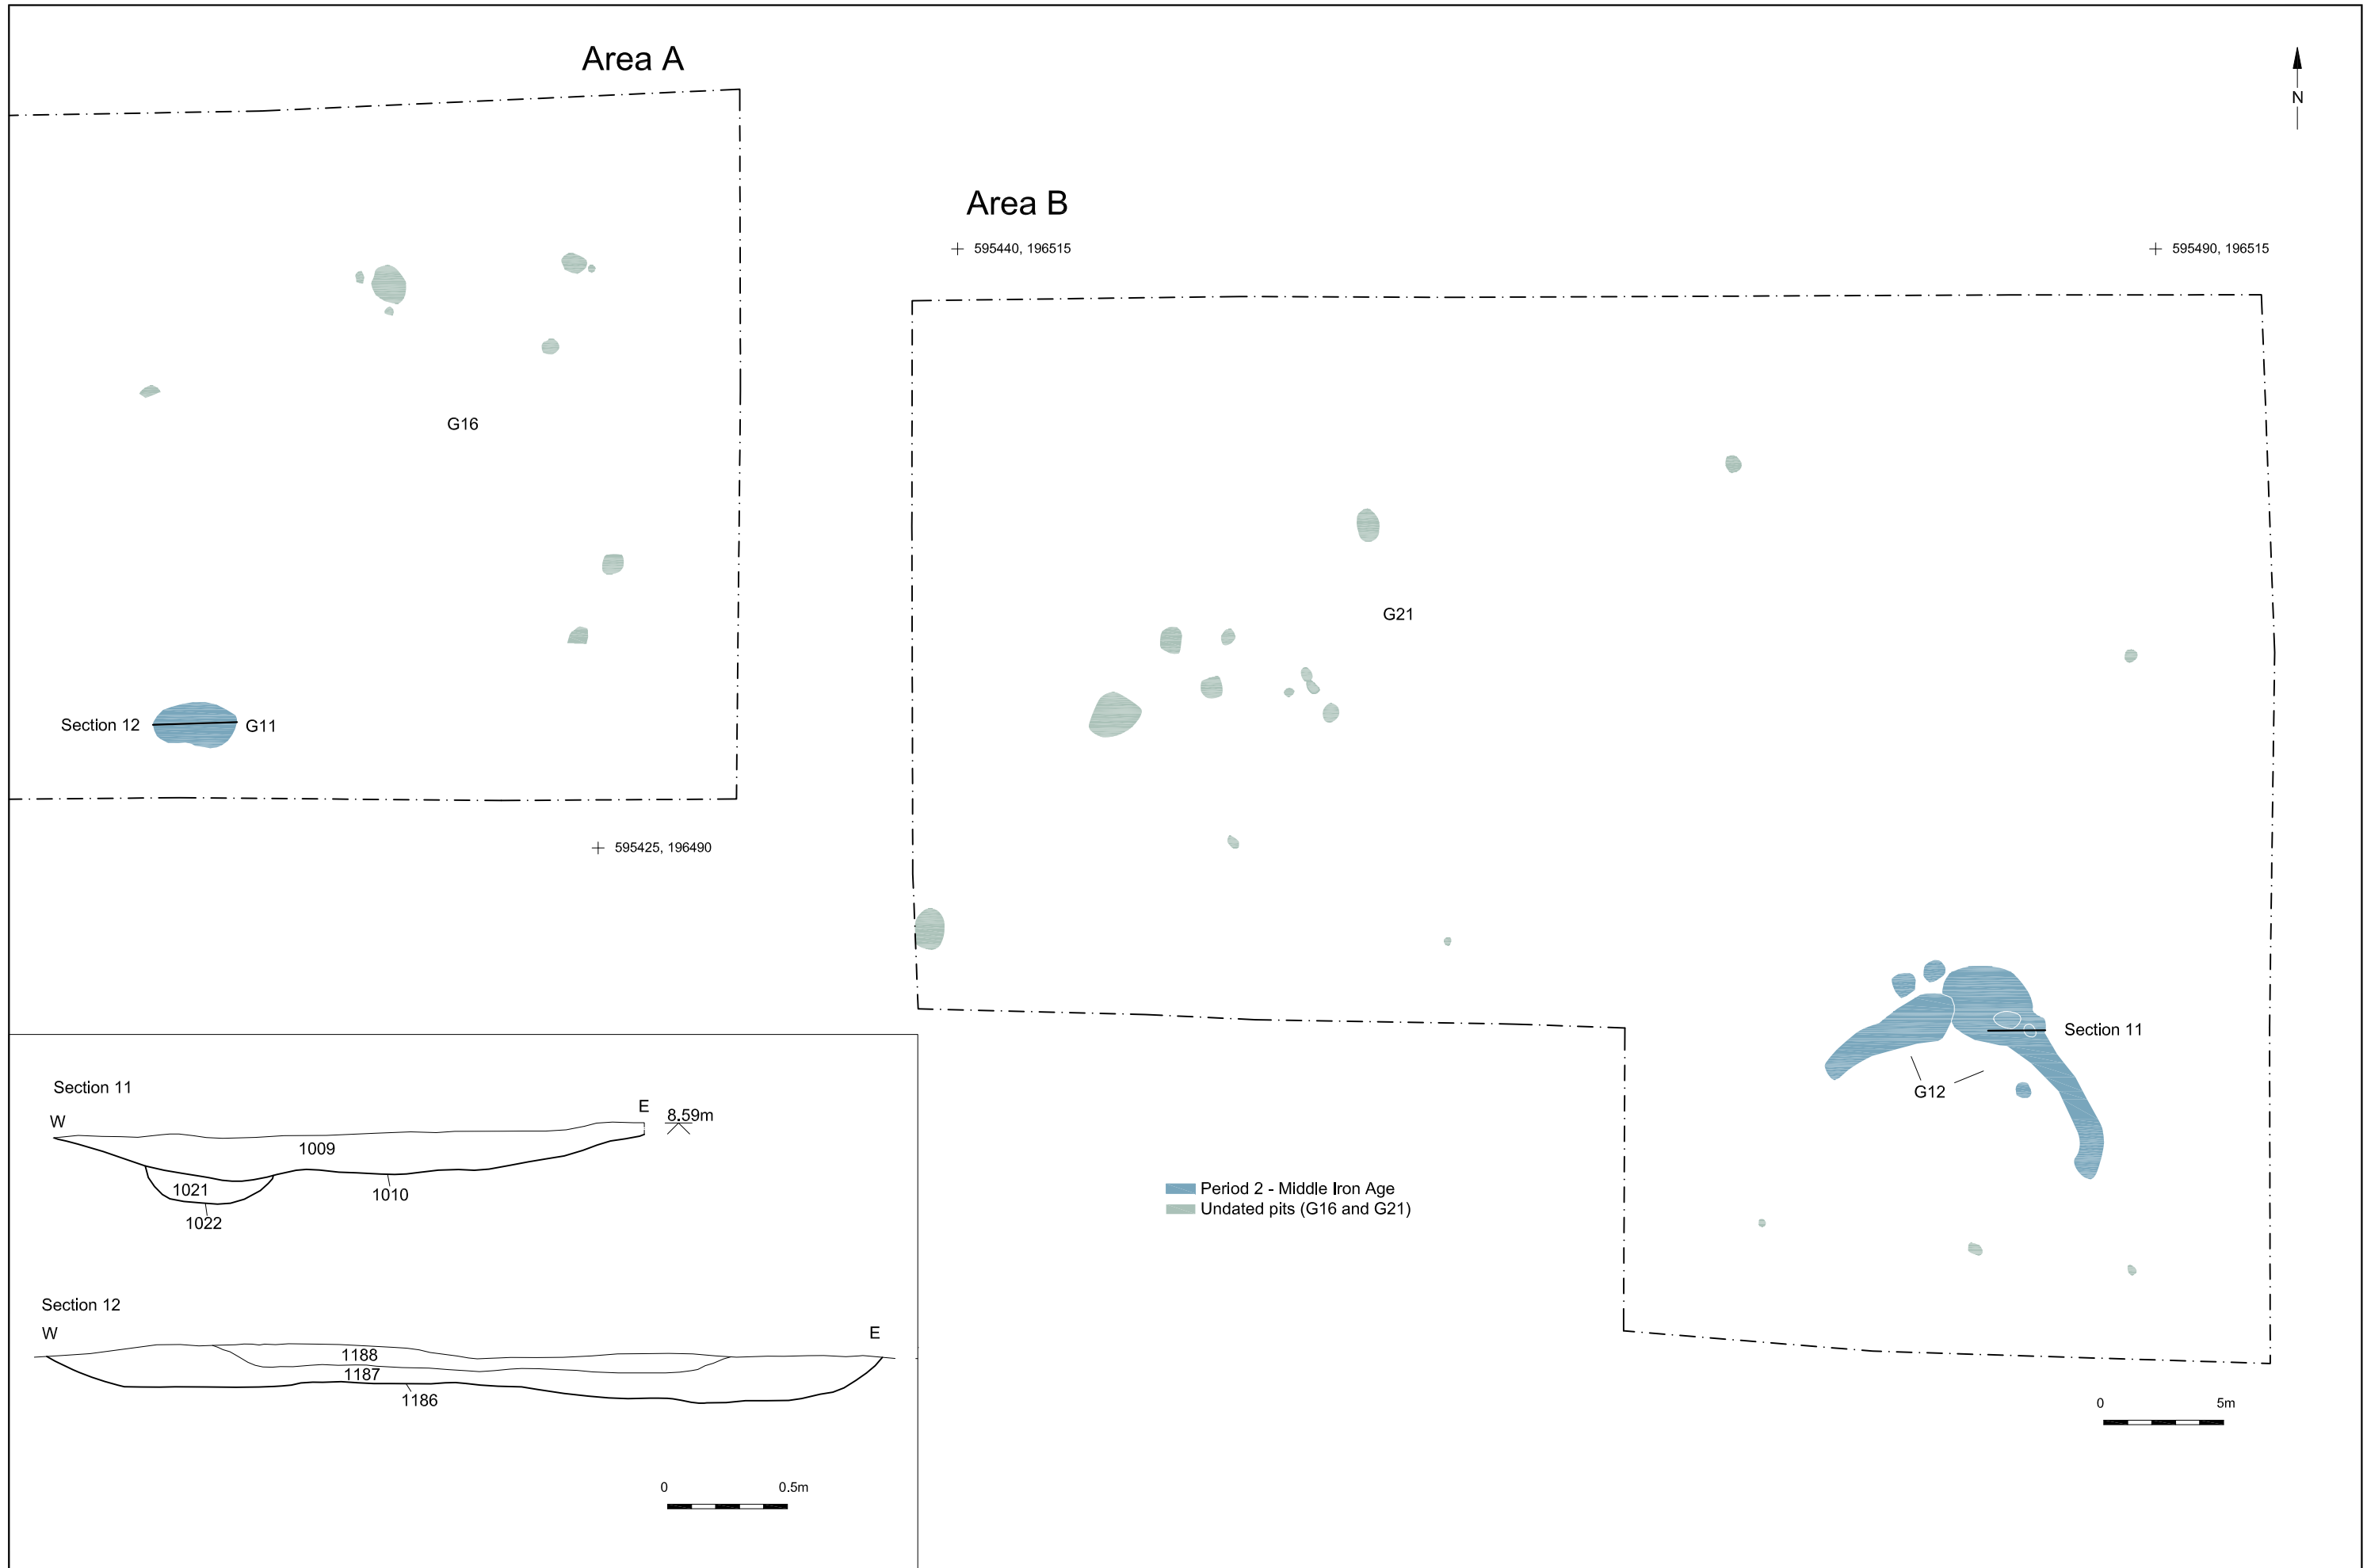 Area A
N
Area B
595440, 196515
595490, 196515
G16
G21
Section 12
G11
595425, 196490
Section 11
G12
Section 11
W
E
8.59m
1009
1021
1010
1022
Period 2 - Middle Iron Age
Undated pits (G16 and G21)
Section 12
W
E
1188
1187
1186
0 5m
0 0.5m